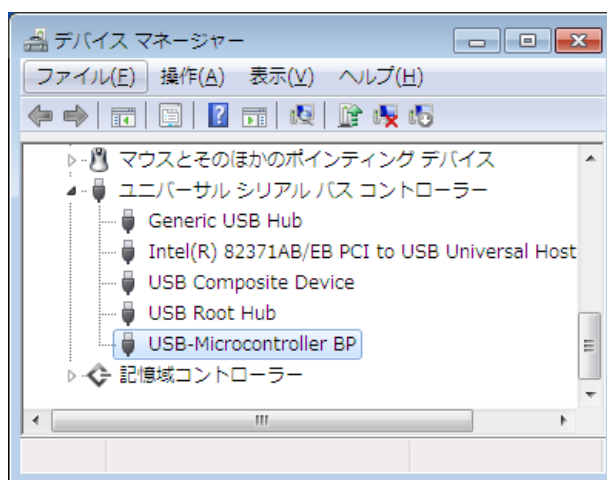 デバイス マネージャー
ファイル(F) 操作(A) 表示(V) ヘルプ(H)
マウスとそのほかのポインティング デバイス
ユニバーサル シリアル バス コントローラー
Generic USB Hub
Intel(R) 82371AB/EB PCI to USB Universal Host
USB Composite Device
USB Root Hub
USB-Microcontroller BP
記憶域コントローラー